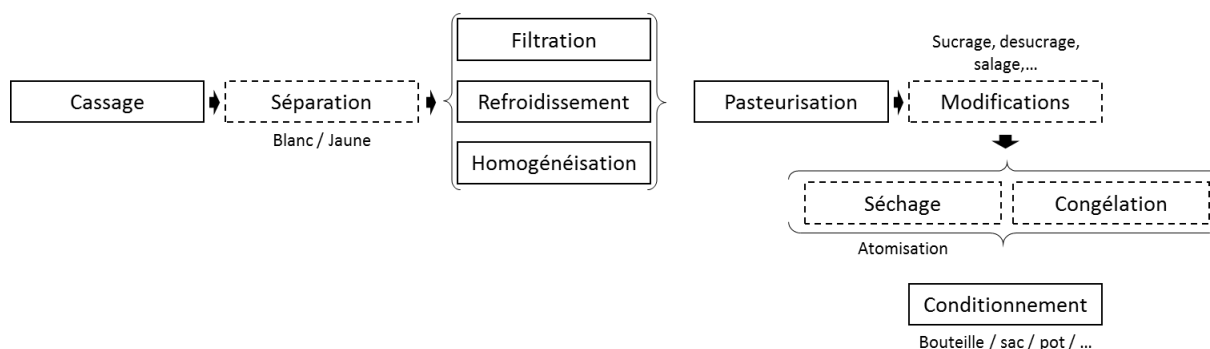 Cassage
Séparation
Blanc / Jaune
Filtration
Refroidissement
Homogénéisation
Pasteurisation
Sucrage, desucrage,
salage,...
Modifications
Séchage
Congélation
Atomisation
Conditionnement
Bouteille / sac / pot / ...